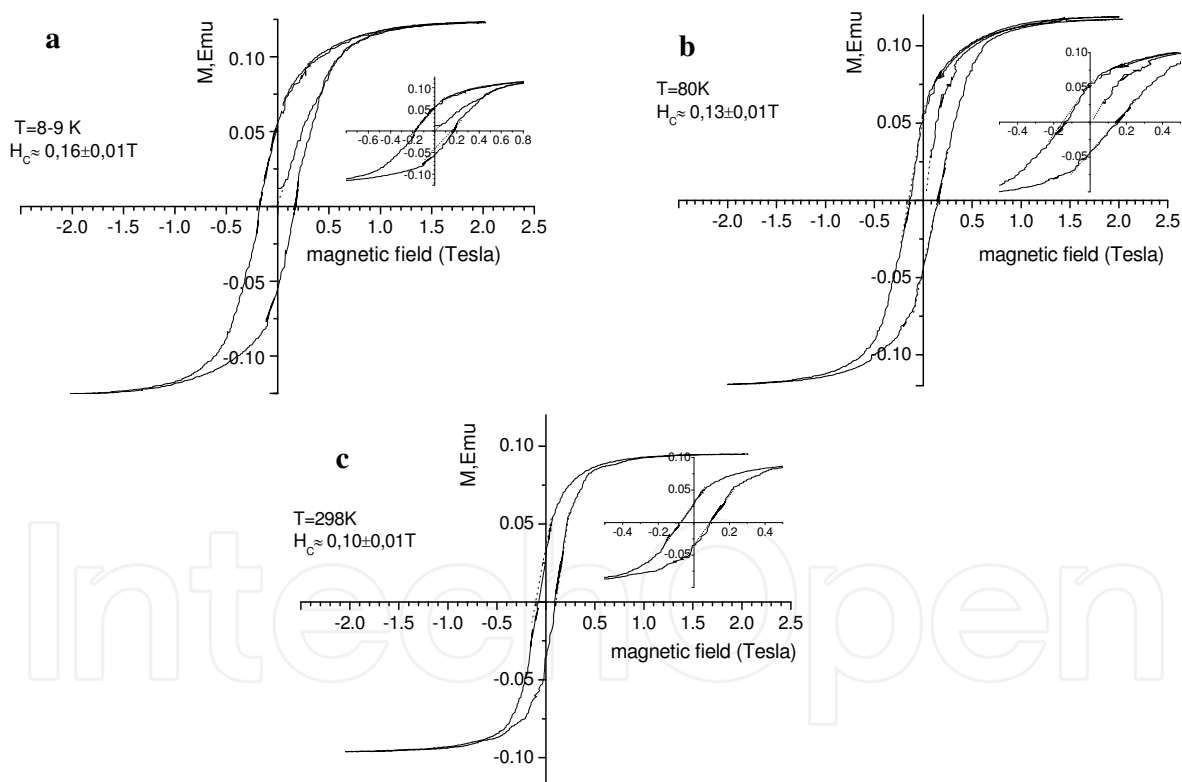 a
M,Emu
T=8-9 K
H_C≈ 0,16±0,01T
0.10
0.05
-0.05
-0.10
-2.0 -1.5 -1.0 -0.5 0.5 1.0 1.5 2.0 2.5
magnetic field (Tesla)
0.10
0.05
-0.05
-0.10
-0.6 -0.4 -0.2 0.2 0.4 0.6 0.8
b
M,Emu
T=80K
H_C≈ 0,13±0,01T
0.10
0.05
-0.05
-0.10
-2.0 -1.5 -1.0 -0.5 0.0 0.5 1.0 1.5 2.0 2.5
magnetic field (Tesla)
0.10
0.05
-0.05
-0.4 -0.2 0.0 0.2 0.4
c
M,Emu
T=298K
H_C≈ 0,10±0,01T
0.10
0.05
-0.05
-0.10
-2.0 -1.5 -1.0 -0.5 0.5 1.0 1.5 2.0 2.5
magnetic field (Tesla)
0.10
0.05
-0.05
-0.4 -0.2 0.2 0.4
IntechOpen